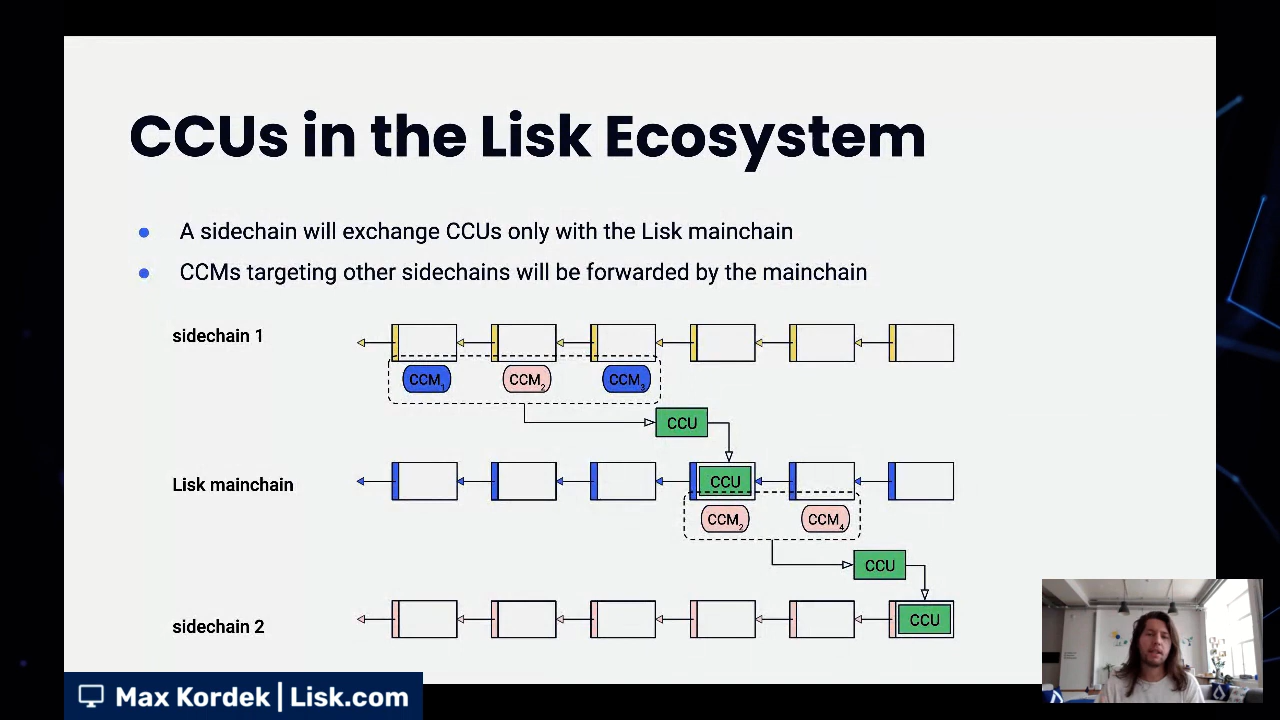 CCUs in the Lisk Ecosystem
A sidechain will exchange CCUs only with the Lisk mainchain
CCMs targeting other sidechains will be forwarded by the mainchain
sidechain 1
CCM1 CCM2 CCM3
CCU
Lisk mainchain
CCU
CCM2 CCM4
CCU
sidechain 2
CCU
Max Kordek | Lisk.com